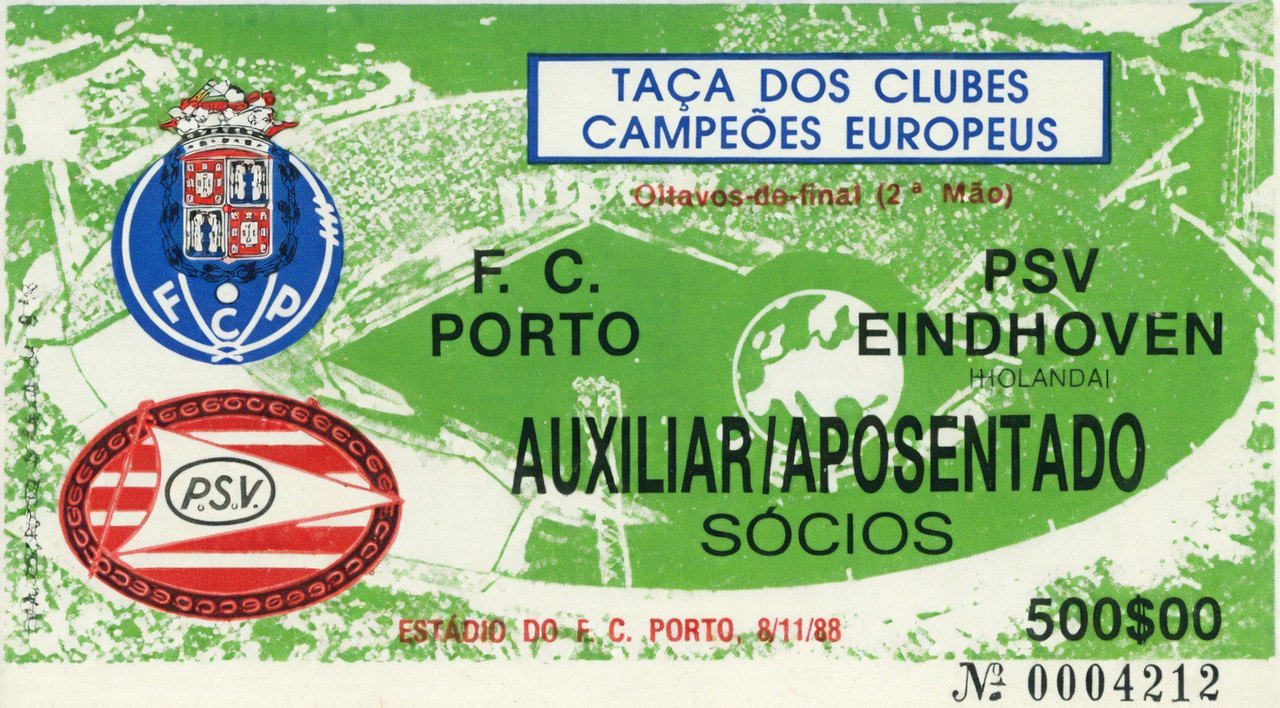 TAÇA DOS CLUBES
CAMPEÕES EUROPEUS
Oitavos-de-final (2ª Mão)
F. C.
PORTO
PSV
EINDHOVEN
HHOLANDAI
AUXILIAR/APOSENTADO
SÓCIOS
F C P
P.S.V.
ESTÁDIO DO F. C. PORTO, 8/11/88
500$00
Nº 0004212